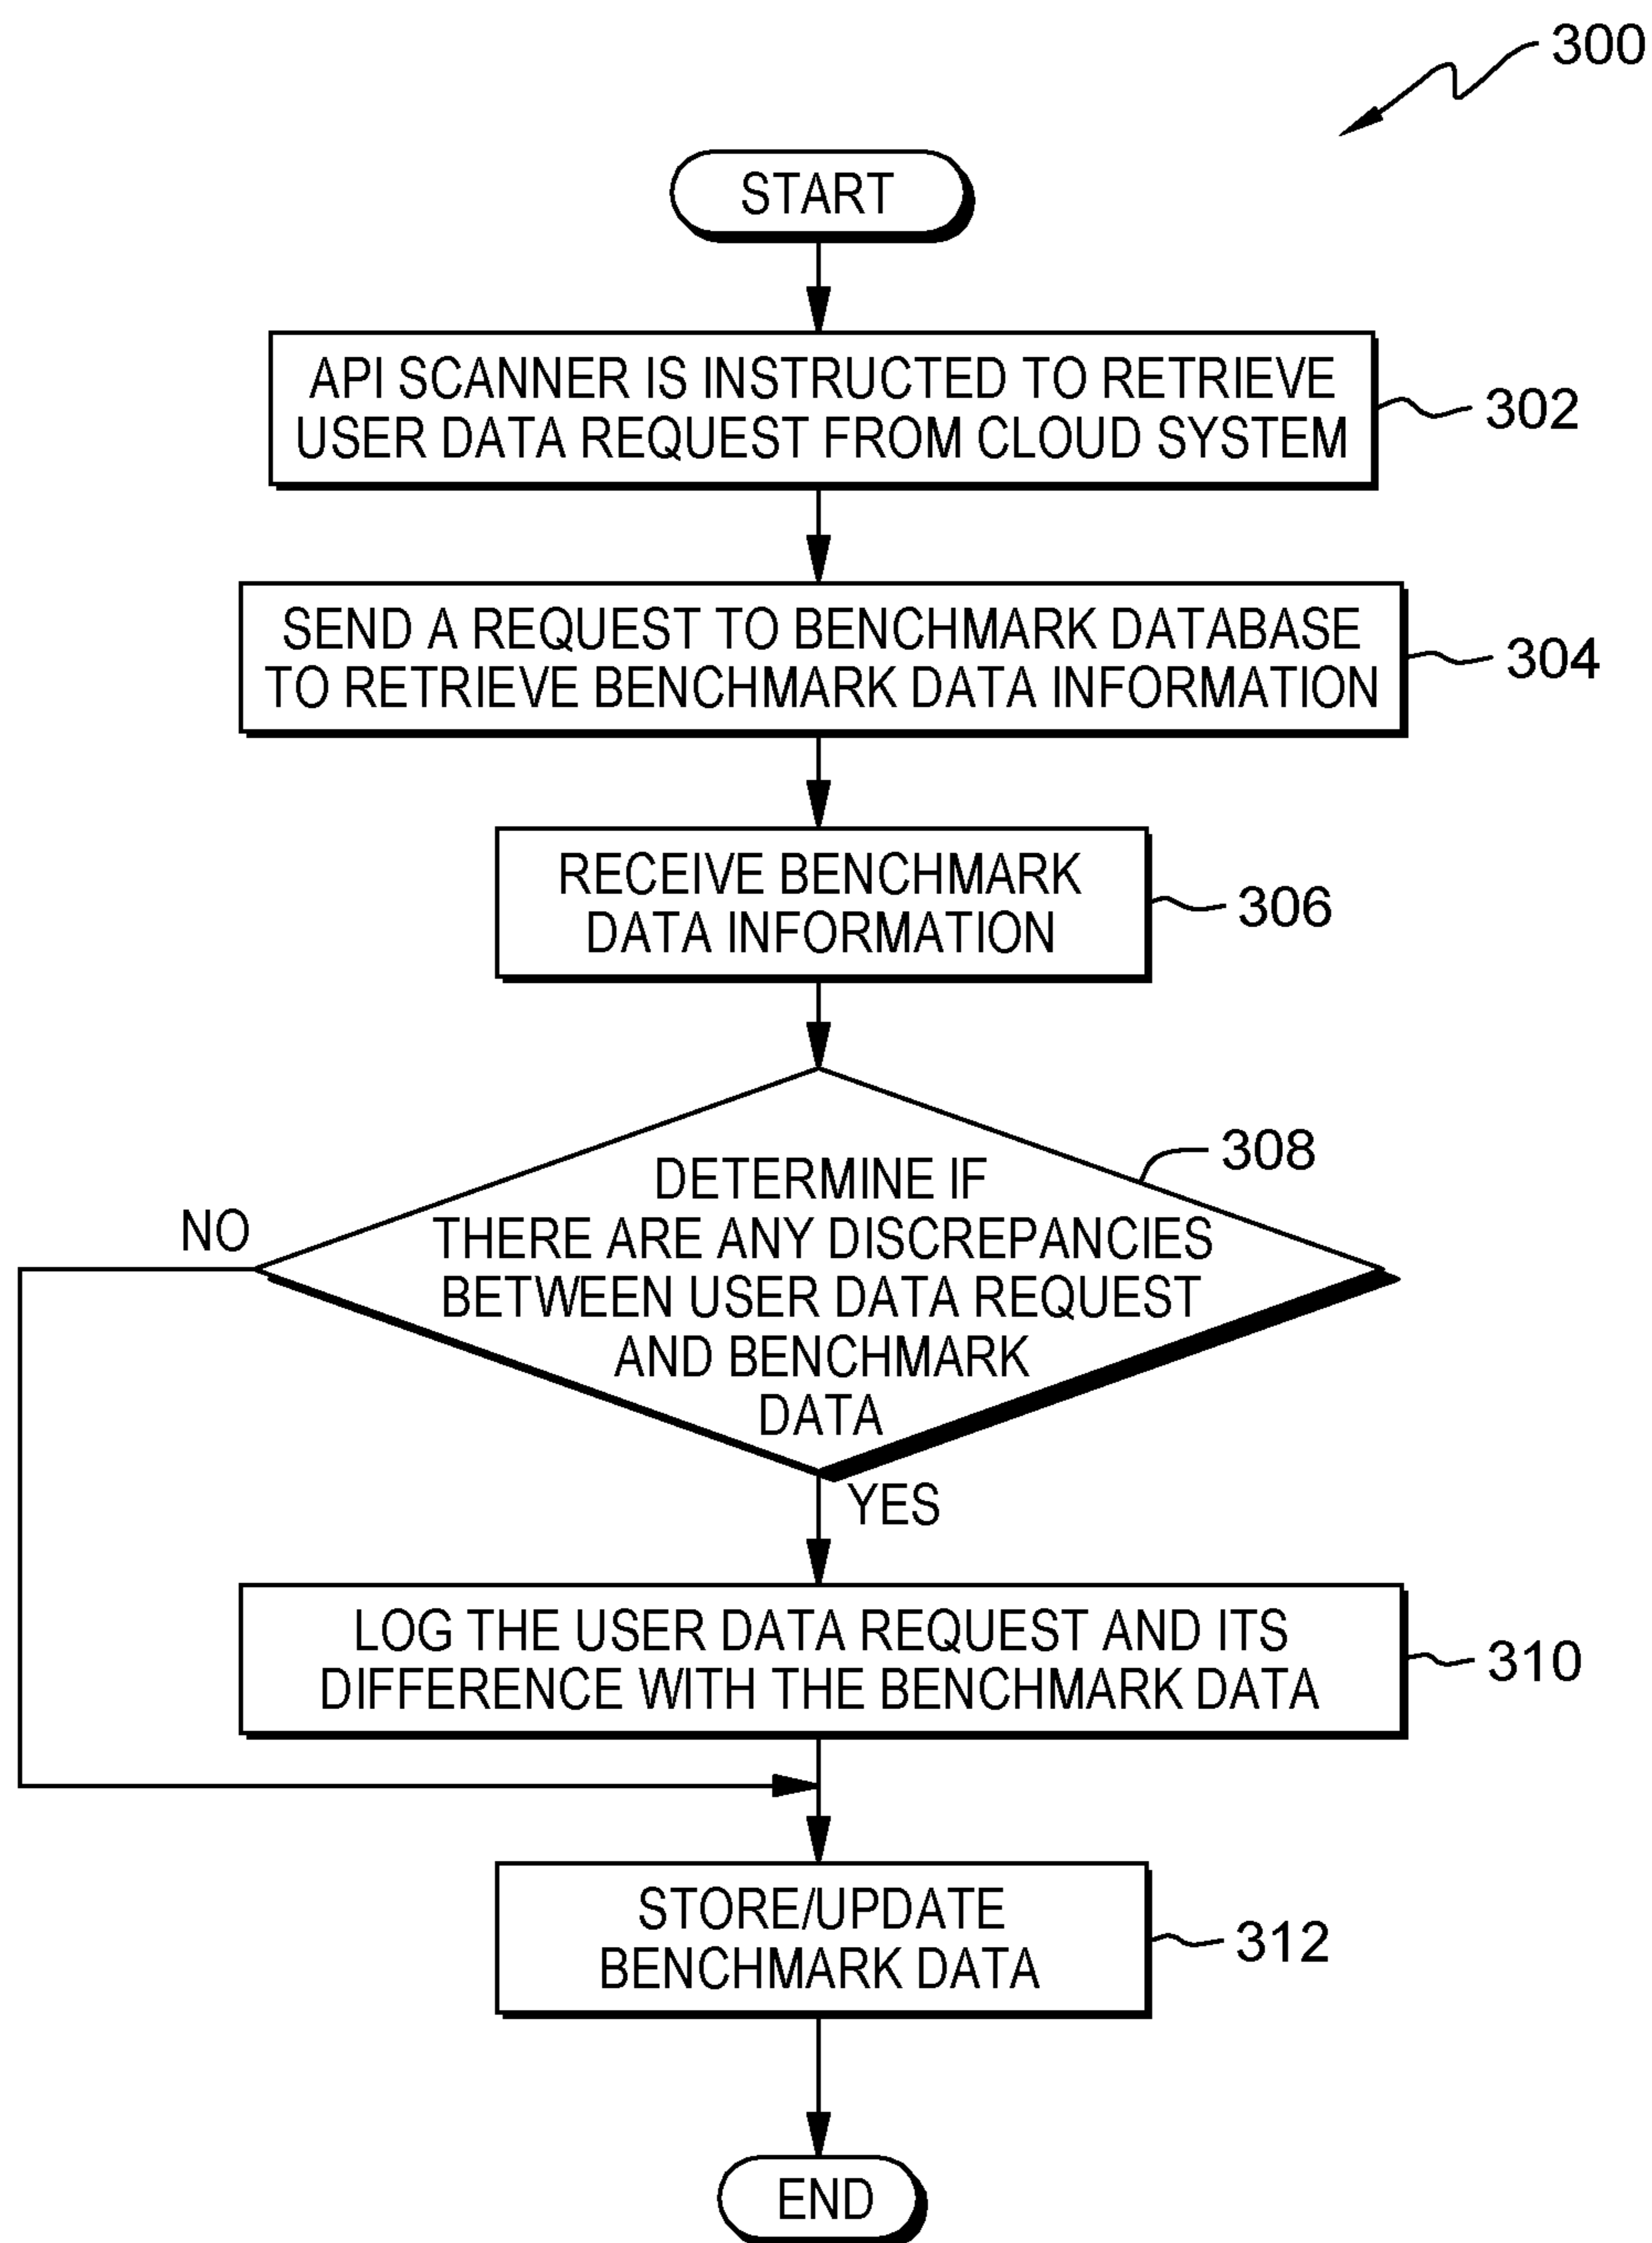 300
START
API SCANNER IS INSTRUCTED TO RETRIEVE
USER DATA REQUEST FROM CLOUD SYSTEM
302
SEND A REQUEST TO BENCHMARK DATABASE
TO RETRIEVE BENCHMARK DATA INFORMATION
304
RECEIVE BENCHMARK
DATA INFORMATION
306
DETERMINE IF
THERE ARE ANY DISCREPANCIES
BETWEEN USER DATA REQUEST
AND BENCHMARK
DATA
308
NO
YES
LOG THE USER DATA REQUEST AND ITS
DIFFERENCE WITH THE BENCHMARK DATA
310
STORE/UPDATE
BENCHMARK DATA
312
END